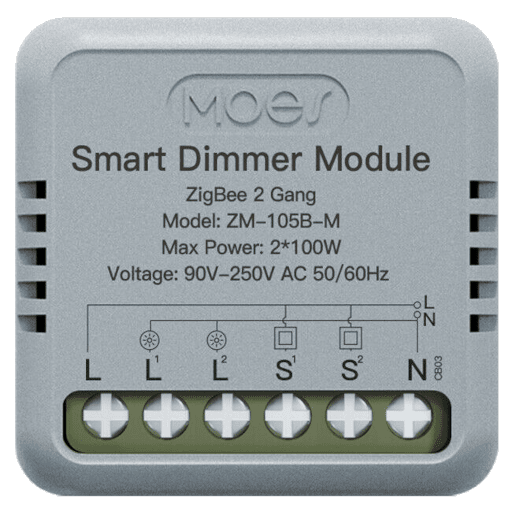 MOES
Smart Dimmer Module
ZigBee 2 Gang
Model: ZM-105B-M
Max Power: 2*100W
Voltage: 90V-250V AC 50/60Hz
L
N
L L1 L2 S1 S2 N
CB03